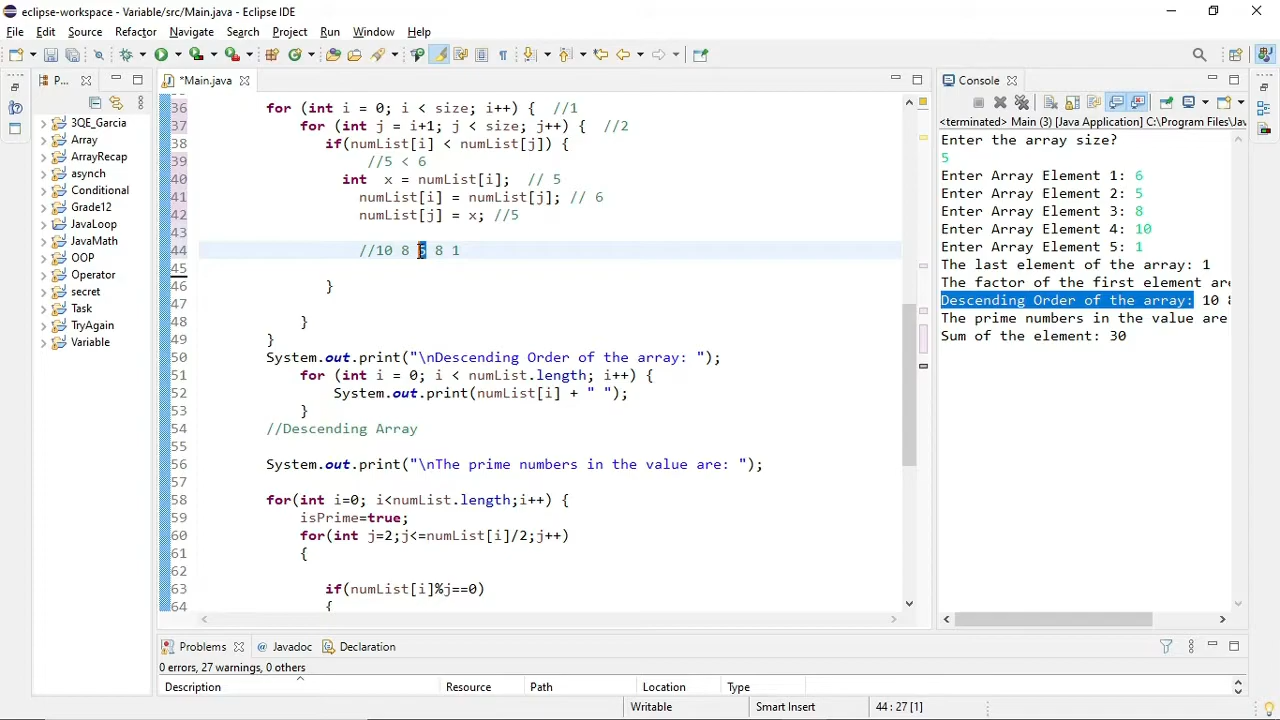 eclipse-workspace - Variable/src/Main.java - Eclipse IDE
File Edit Source Refactor Navigate Search Project Run Window Help
P...
*Main.java
Console
3QE_Garcia
Array
ArrayRecap
asynch
Conditional
Grade12
JavaLoop
JavaMath
OOP
Operator
secret
Task
TryAgain
Variable
36 for (int i = 0; i < size; i++) { //1
37 for (int j = i+1; j < size; j++) { //2
38 if(numList[i] < numList[j]) {
39 //5 < 6
40 int x = numList[i]; // 5
41 numList[i] = numList[j]; // 6
42 numList[j] = x; //5
43
44 //10 8 5 8 1
45
46 }
47
48 }
49 }
50 System.out.print("\nDescending Order of the array: ");
51 for (int i = 0; i < numList.length; i++) {
52 System.out.print(numList[i] + " ");
53 }
54 //Descending Array
55
56 System.out.print("\nThe prime numbers in the value are: ");
57
58 for(int i=0; i<numList.length;i++) {
59 isPrime=true;
60 for(int j=2;j<=numList[i]/2;j++)
61 {
62
63 if(numList[i]%j==0)
64 {
<terminated> Main (3) [Java Application] C:\Program Files\Jav
Enter the array size?
5
Enter Array Element 1: 6
Enter Array Element 2: 5
Enter Array Element 3: 8
Enter Array Element 4: 10
Enter Array Element 5: 1
The last element of the array: 1
The factor of the first element are
Descending Order of the array: 10 8
The prime numbers in the value are
Sum of the element: 30
Problems Javadoc Declaration
0 errors, 27 warnings, 0 others
Description Resource Path Location Type
Writable Smart Insert 44 : 27 [1]